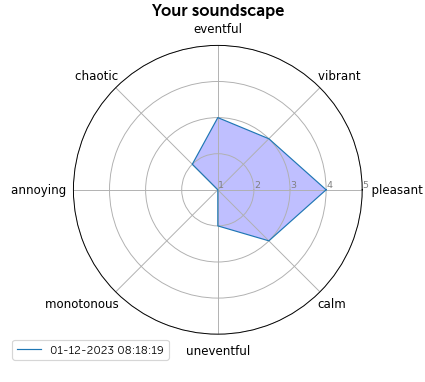 Your soundscape
eventful
chaotic
vibrant
annoying
1
2
3
4
5
pleasant
monotonous
calm
01-12-2023 08:18:19
uneventful